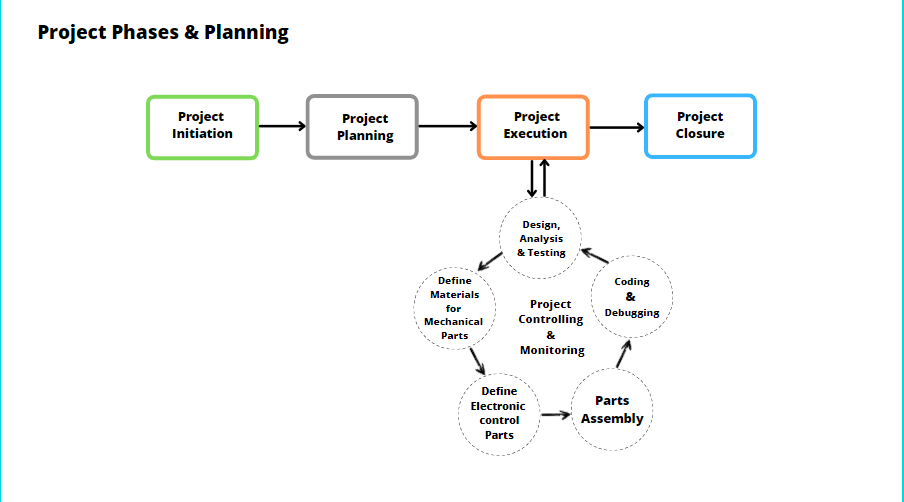 Project Phases & Planning
Project
Initiation
Project
Planning
Project
Execution
Project
Closure
Design,
Analysis
& Testing
Define
Materials
for
Mechanical
Parts
Define
Electronic
control
Parts
Parts
Assembly
Coding
&
Debugging
Project
Controlling
&
Monitoring